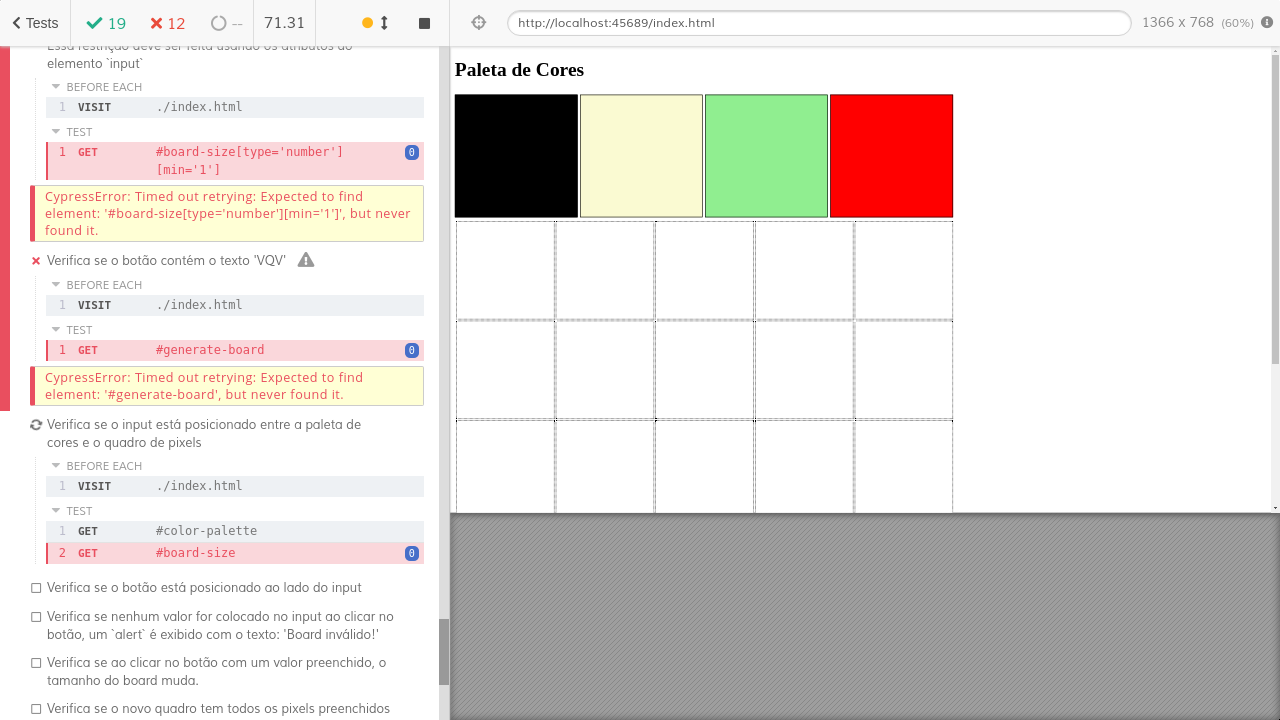 Tests
19
12
--
71.31
http://localhost:45689/index.html
1366 x 768 (60%)
Essa restrição deve ser feita usando os atributos do
elemento `input`
BEFORE EACH
1 VISIT ./index.html
TEST
1 GET #board-size[type='number']
[min='1']
0
CypressError: Timed out retrying: Expected to find
element: '#board-size[type='number'][min='1']', but never
found it.
Verifica se o botão contém o texto 'VQV'
BEFORE EACH
1 VISIT ./index.html
TEST
1 GET #generate-board 0
CypressError: Timed out retrying: Expected to find
element: '#generate-board', but never found it.
Verifica se o input está posicionado entre a paleta de
cores e o quadro de pixels
BEFORE EACH
1 VISIT ./index.html
TEST
1 GET #color-palette
2 GET #board-size 0
Verifica se o botão está posicionado ao lado do input
Verifica se nenhum valor for colocado no input ao clicar no
botão, um `alert` é exibido com o texto: 'Board inválido!'
Verifica se ao clicar no botão com um valor preenchido, o
tamanho do board muda.
Verifica se o novo quadro tem todos os pixels preenchidos
Paleta de Cores